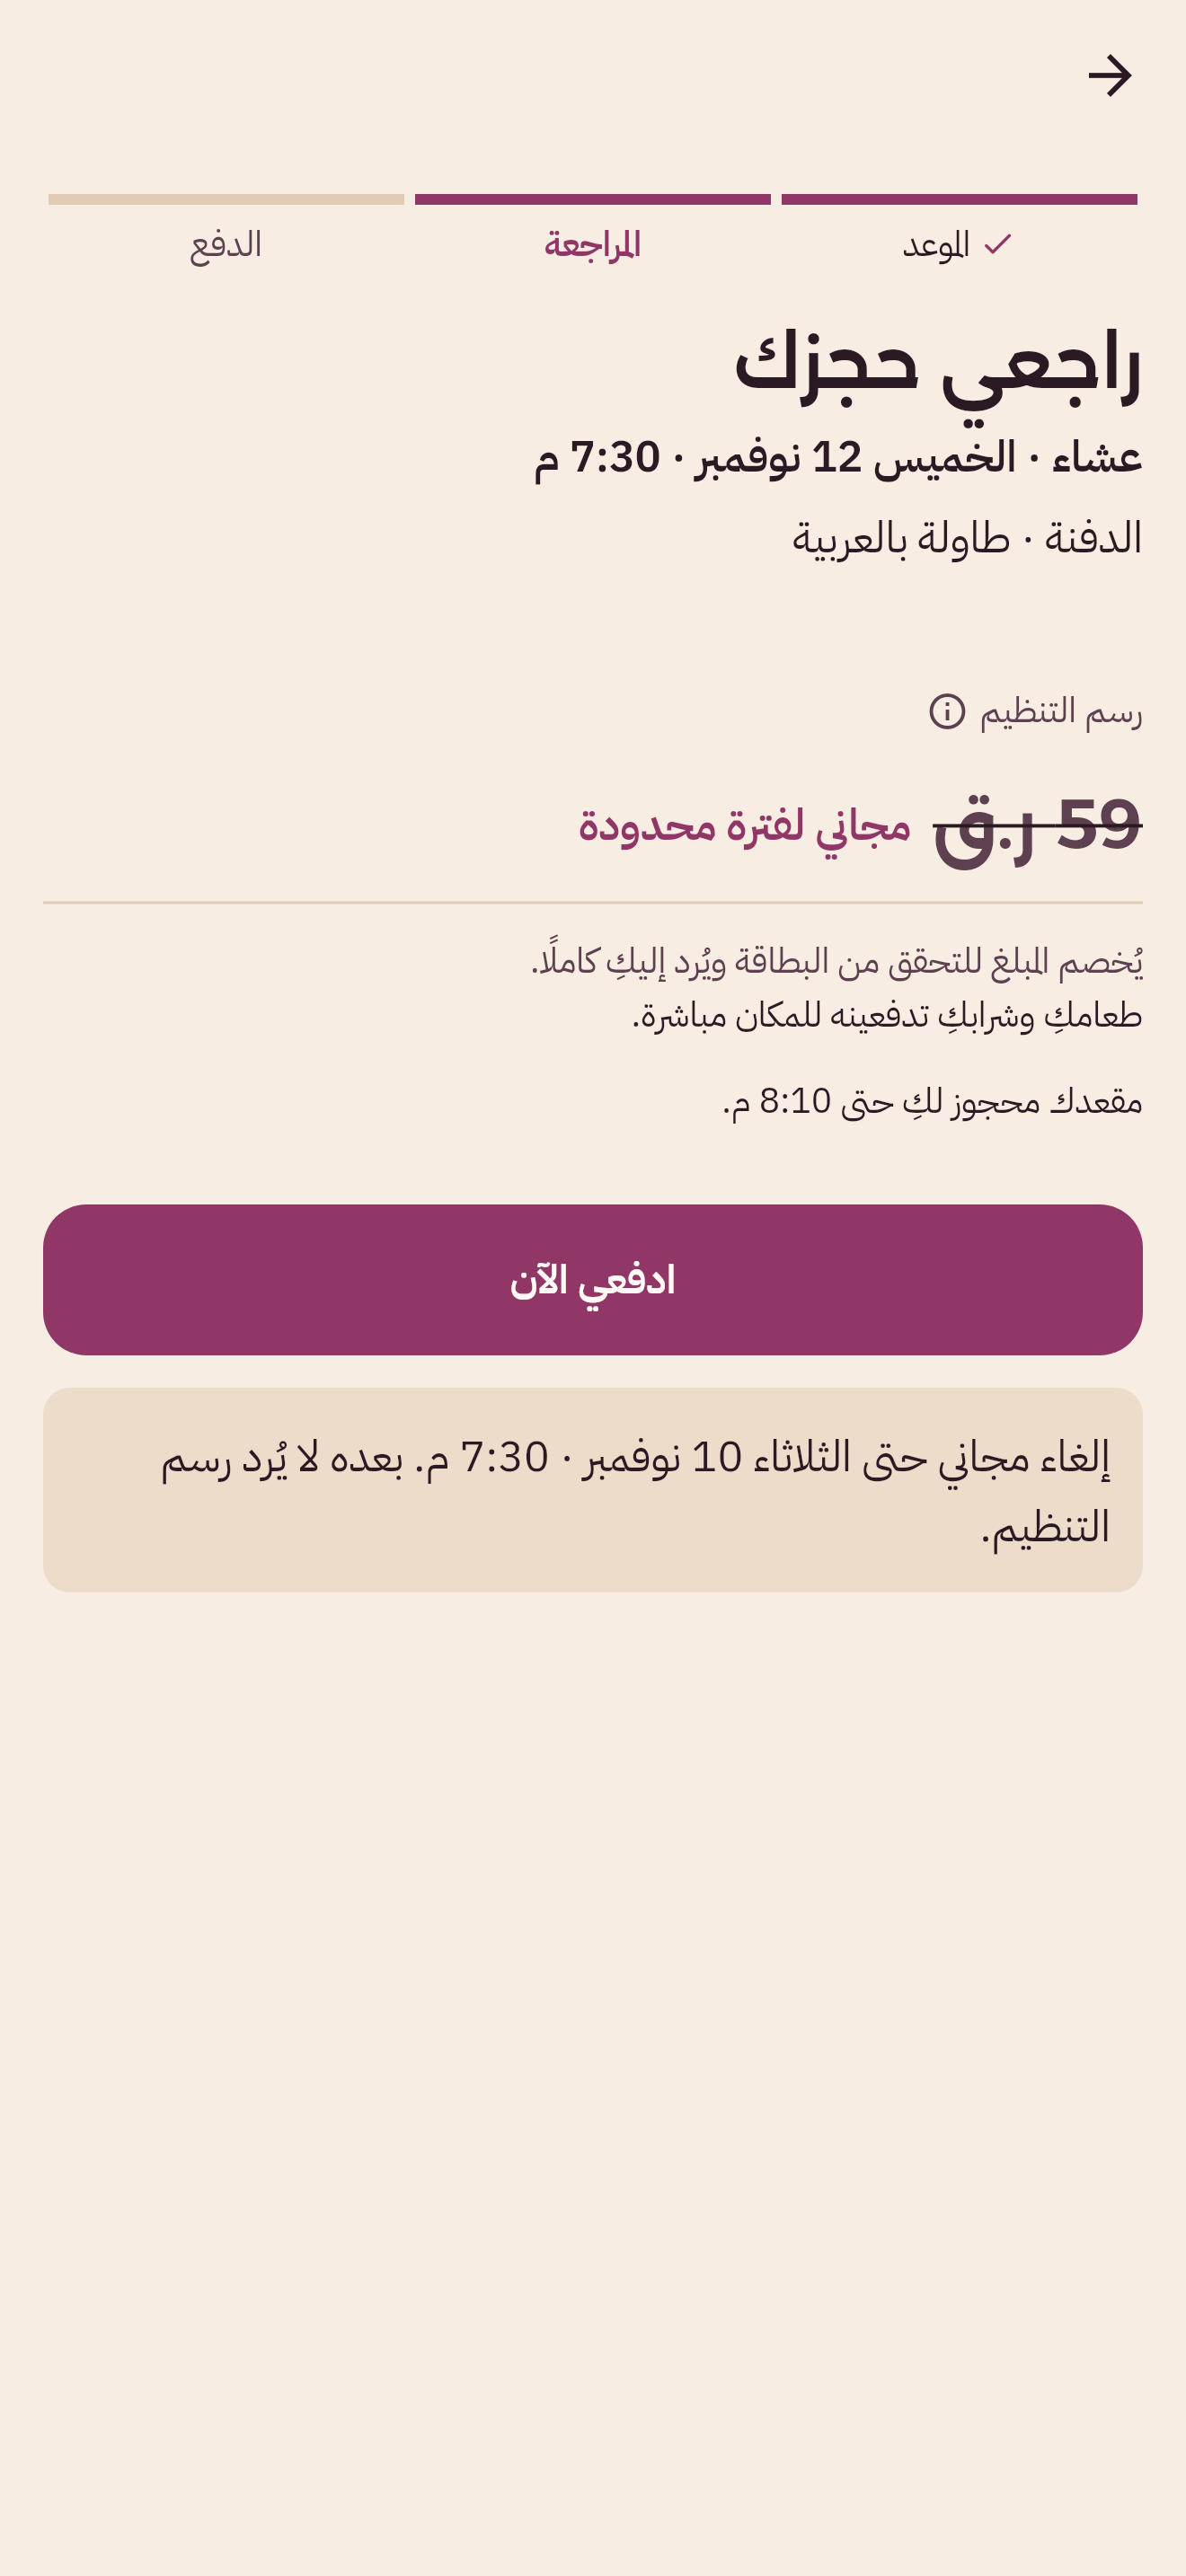 الموعد
المراجعة
الدفع
راجعي حجزك
عشاء · الخميس 12 نوفمبر · 7:30 م
الدفنة · طاولة بالعربية
رسم التنظيم
59 ر.ق مجاني لفترة محدودة
يُخصم المبلغ للتحقق من البطاقة ويُرد إليكِ كاملًا.
طعامكِ وشرابكِ تدفعينه للمكان مباشرة.
مقعدك محجوز لكِ حتى 8:10 م.
ادفعي الآن
إلغاء مجاني حتى الثلاثاء 10 نوفمبر · 7:30 م. بعده لا يُرد رسم
التنظيم.